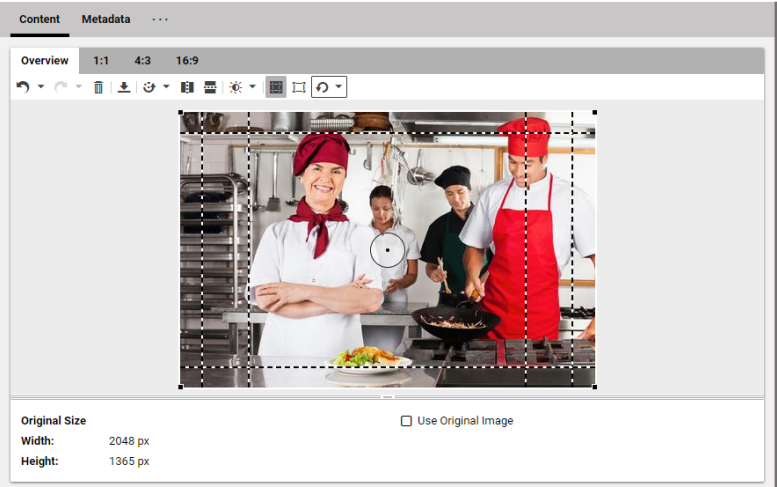 Content Metadata ...
Overview 1:1 4:3 16:9
Original Size
Use Original Image
Width: 2048 px
Height: 1365 px